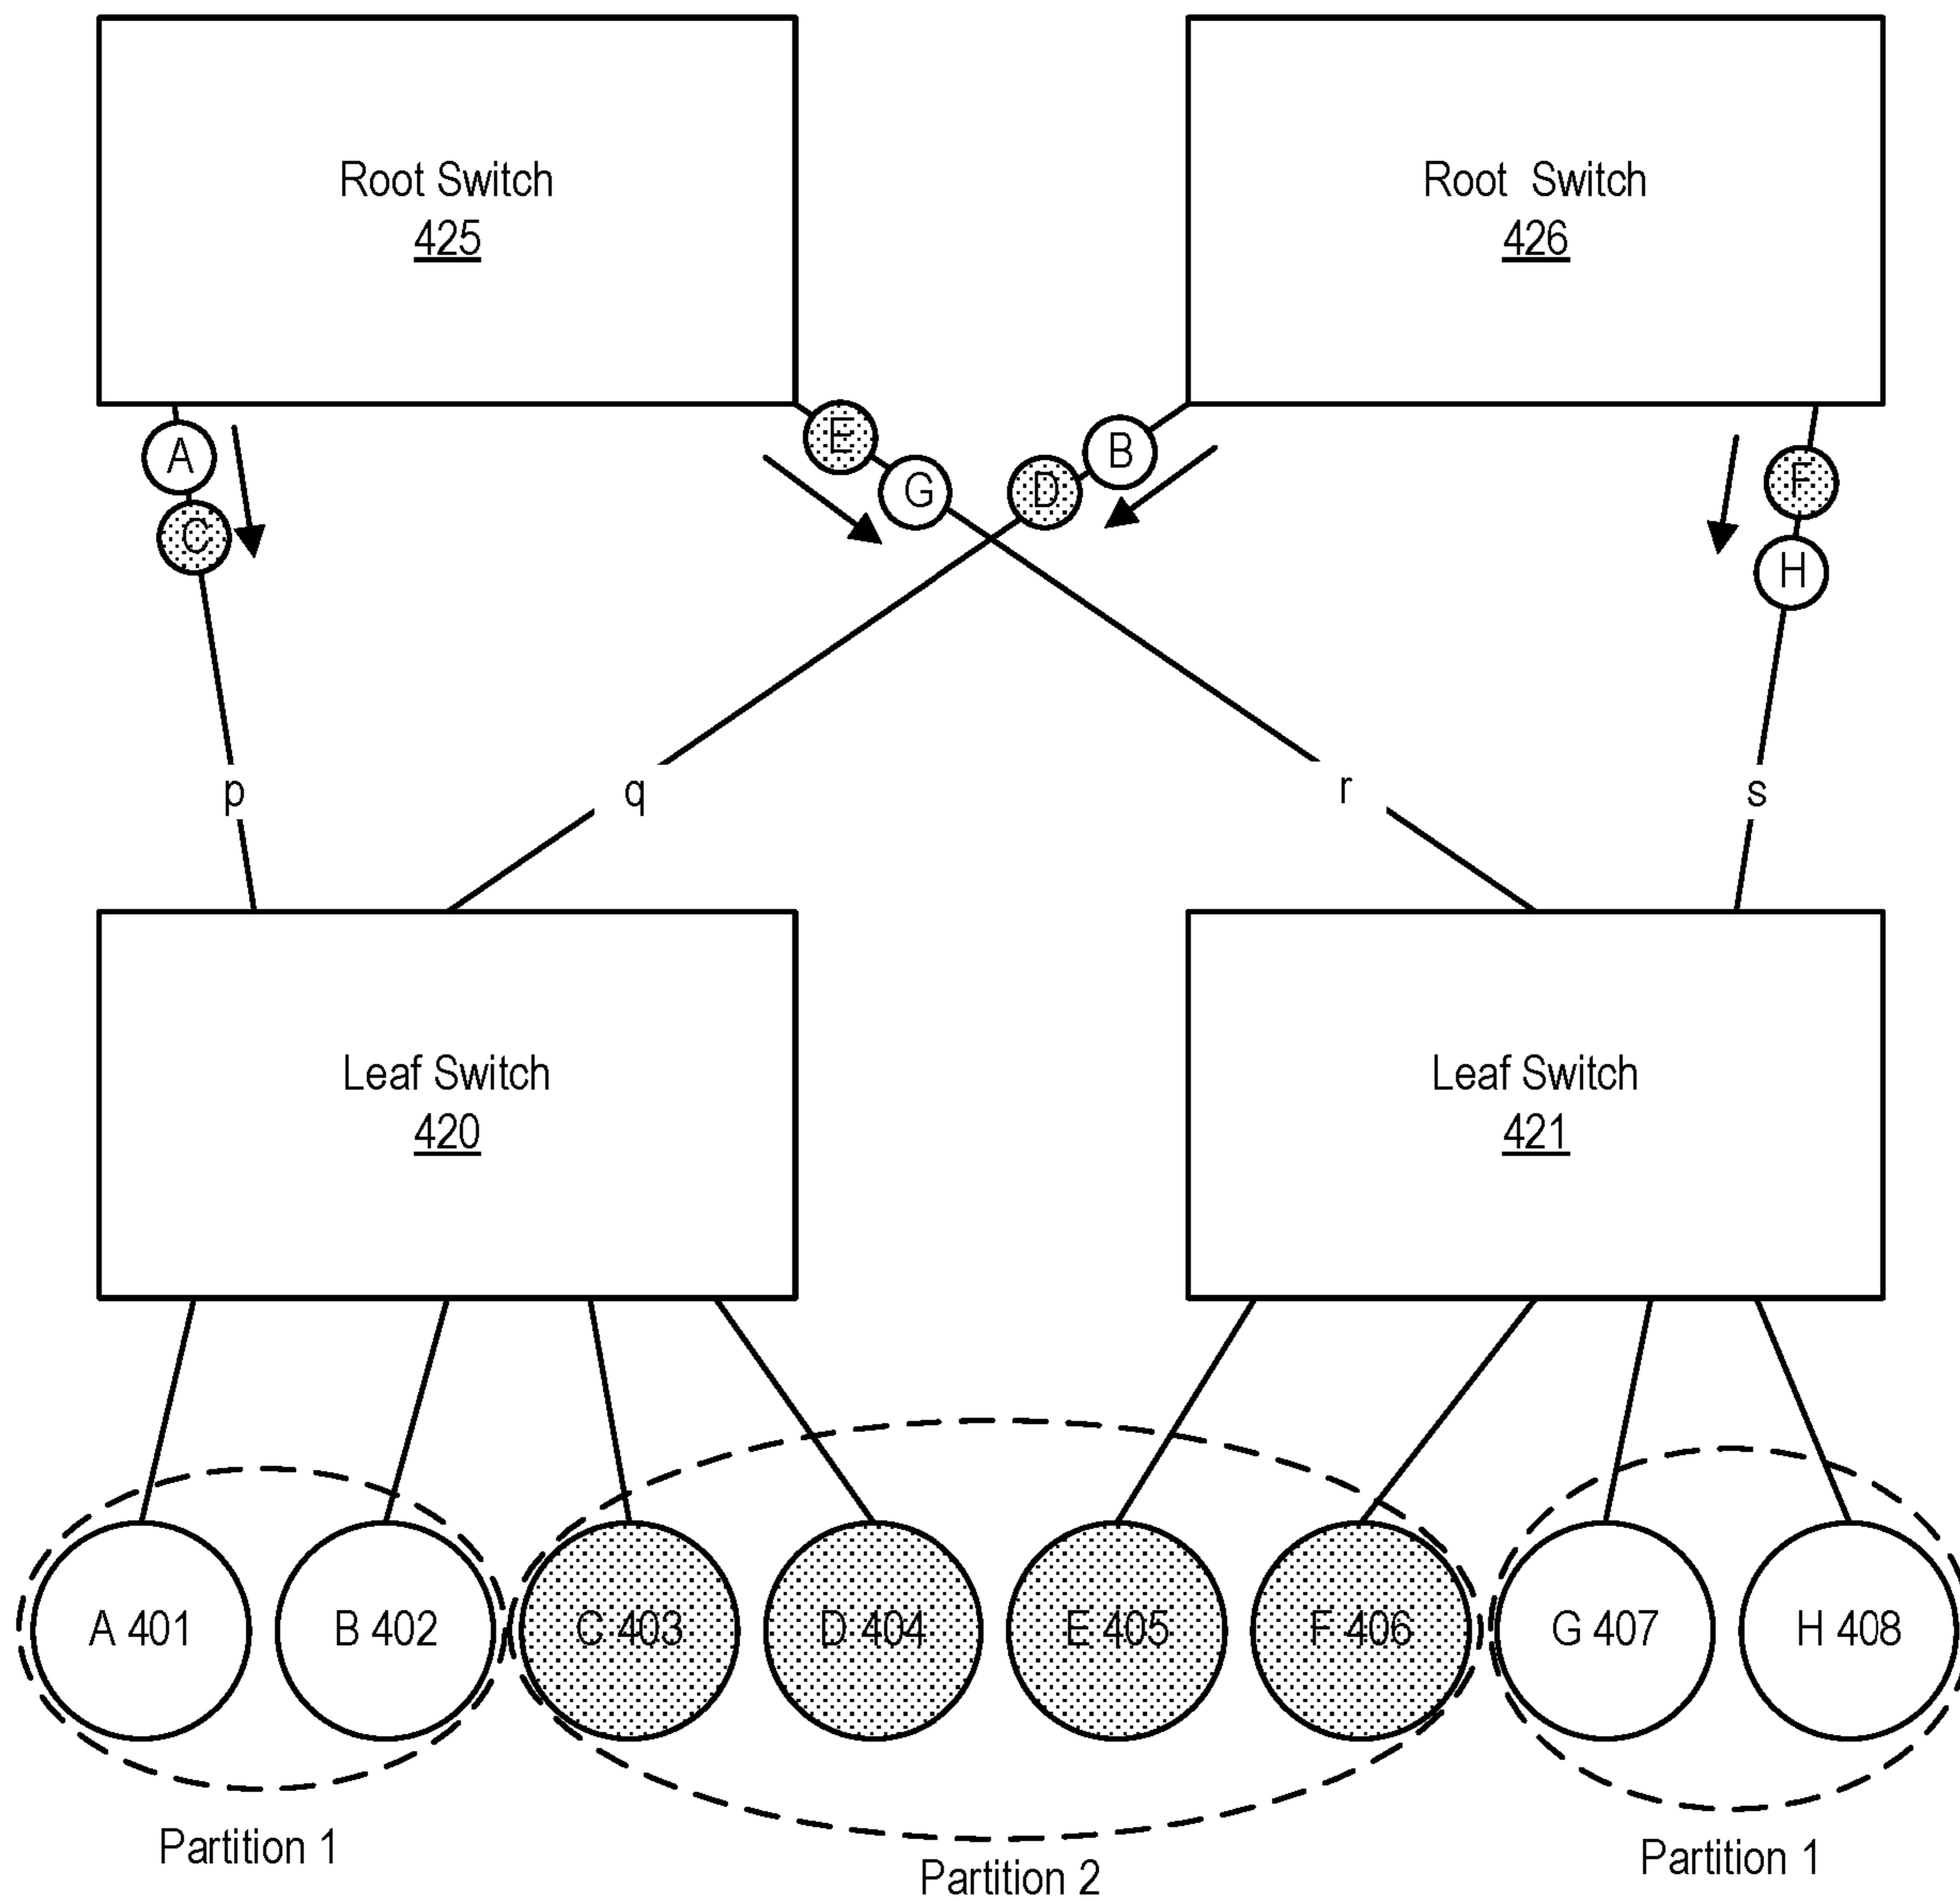 Root Switch
425
Root Switch
426
A
C
E
G
D
B
F
H
p
q
r
s
Leaf Switch
420
Leaf Switch
421
A 401
B 402
C 403
D 404
E 405
F 406
G 407
H 408
Partition 1
Partition 2
Partition 1